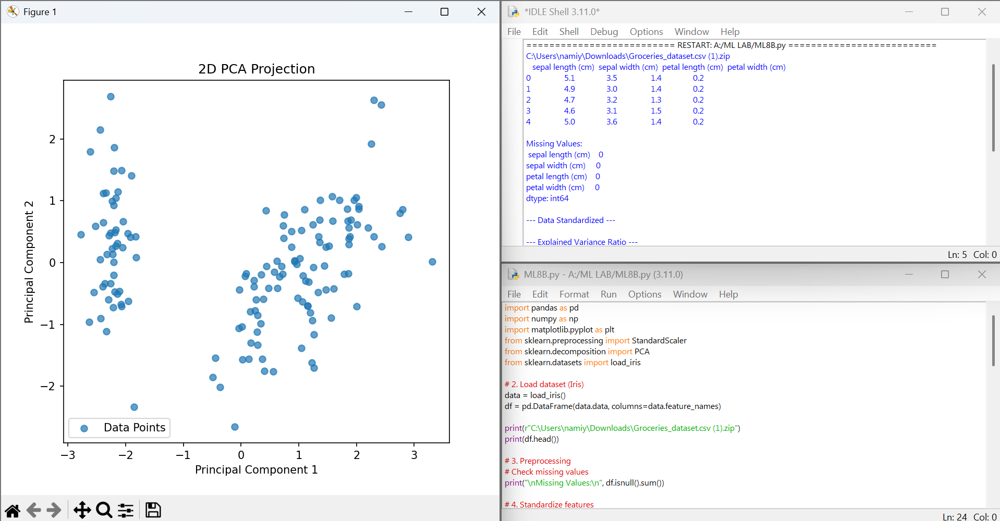 Figure 1
2D PCA Projection
2
1
0
−1
−2
Principal Component 2
Data Points
−3 −2 −1 0 1 2 3
Principal Component 1
*IDLE Shell 3.11.0*
File Edit Shell Debug Options Window Help
========================== RESTART: A:/ML LAB/ML8B.py ==========================
C:\Users\namiy\Downloads\Groceries_dataset.csv (1).zip
sepal length (cm) sepal width (cm) petal length (cm) petal width (cm)
0 5.1 3.5 1.4 0.2
1 4.9 3.0 1.4 0.2
2 4.7 3.2 1.3 0.2
3 4.6 3.1 1.5 0.2
4 5.0 3.6 1.4 0.2
Missing Values:
sepal length (cm) 0
sepal width (cm) 0
petal length (cm) 0
petal width (cm) 0
dtype: int64
--- Data Standardized ---
--- Explained Variance Ratio ---
Ln: 5 Col: 0
ML8B.py - A:/ML LAB/ML8B.py (3.11.0)
File Edit Format Run Options Window Help
import pandas as pd
import numpy as np
import matplotlib.pyplot as plt
from sklearn.preprocessing import StandardScaler
from sklearn.decomposition import PCA
from sklearn.datasets import load_iris
# 2. Load dataset (Iris)
data = load_iris()
df = pd.DataFrame(data.data, columns=data.feature_names)
print(r"C:\Users\namiy\Downloads\Groceries_dataset.csv (1).zip")
print(df.head())
# 3. Preprocessing
# Check missing values
print("\nMissing Values:\n", df.isnull().sum())
# 4. Standardize features
Ln: 24 Col: 0